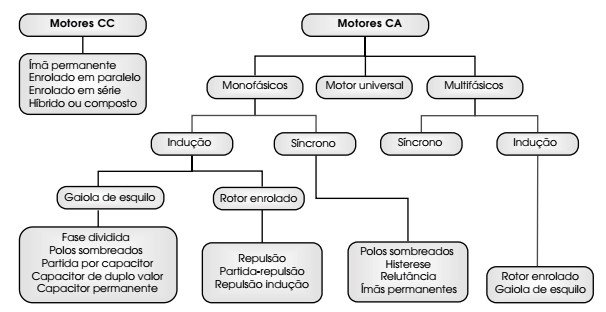 Motores CC
Motores CA
Ímã permanente
Enrolado em paralelo
Enrolado em série
Híbrido ou composto
Monofásicos
Motor universal
Multifásicos
Indução
Síncrono
Síncrono
Indução
Gaiola de esquilo
Rotor enrolado
Fase dividida
Polos sombreados
Partida por capacitor
Capacitor de duplo valor
Capacitor permanente
Repulsão
Partida-repulsão
Repulsão indução
Polos sombreados
Histerese
Relutância
Ímãs permanentes
Rotor enrolado
Gaiola de esquilo